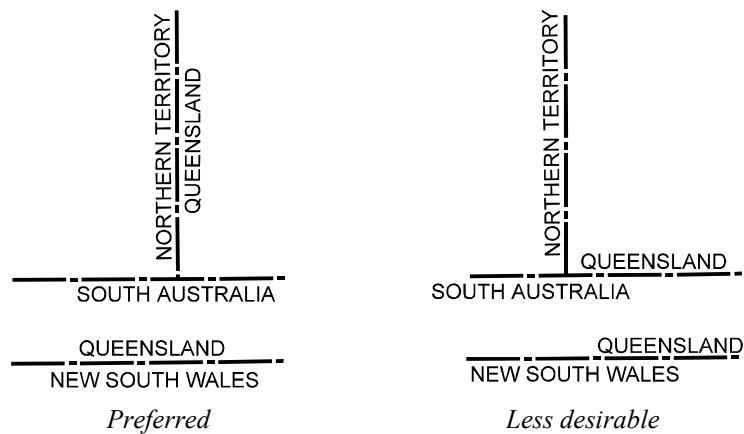 NORTHERN TERRITORY
QUEENSLAND
SOUTH AUSTRALIA
QUEENSLAND
NEW SOUTH WALES
Preferred
NORTHERN TERRITORY
QUEENSLAND
SOUTH AUSTRALIA
QUEENSLAND
NEW SOUTH WALES
Less desirable